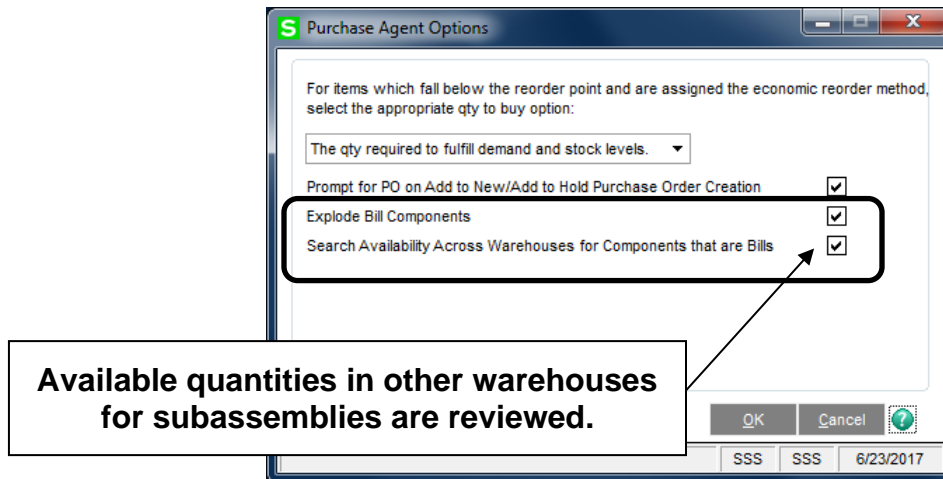 S Purchase Agent Options
For items which fall below the reorder point and are assigned the economic reorder method,
select the appropriate qty to buy option:
The qty required to fulfill demand and stock levels.
Prompt for PO on Add to New/Add to Hold Purchase Order Creation
Explode Bill Components
Search Availability Across Warehouses for Components that are Bills
Available quantities in other warehouses
for subassemblies are reviewed.
OK Cancel ?
SSS SSS 6/23/2017